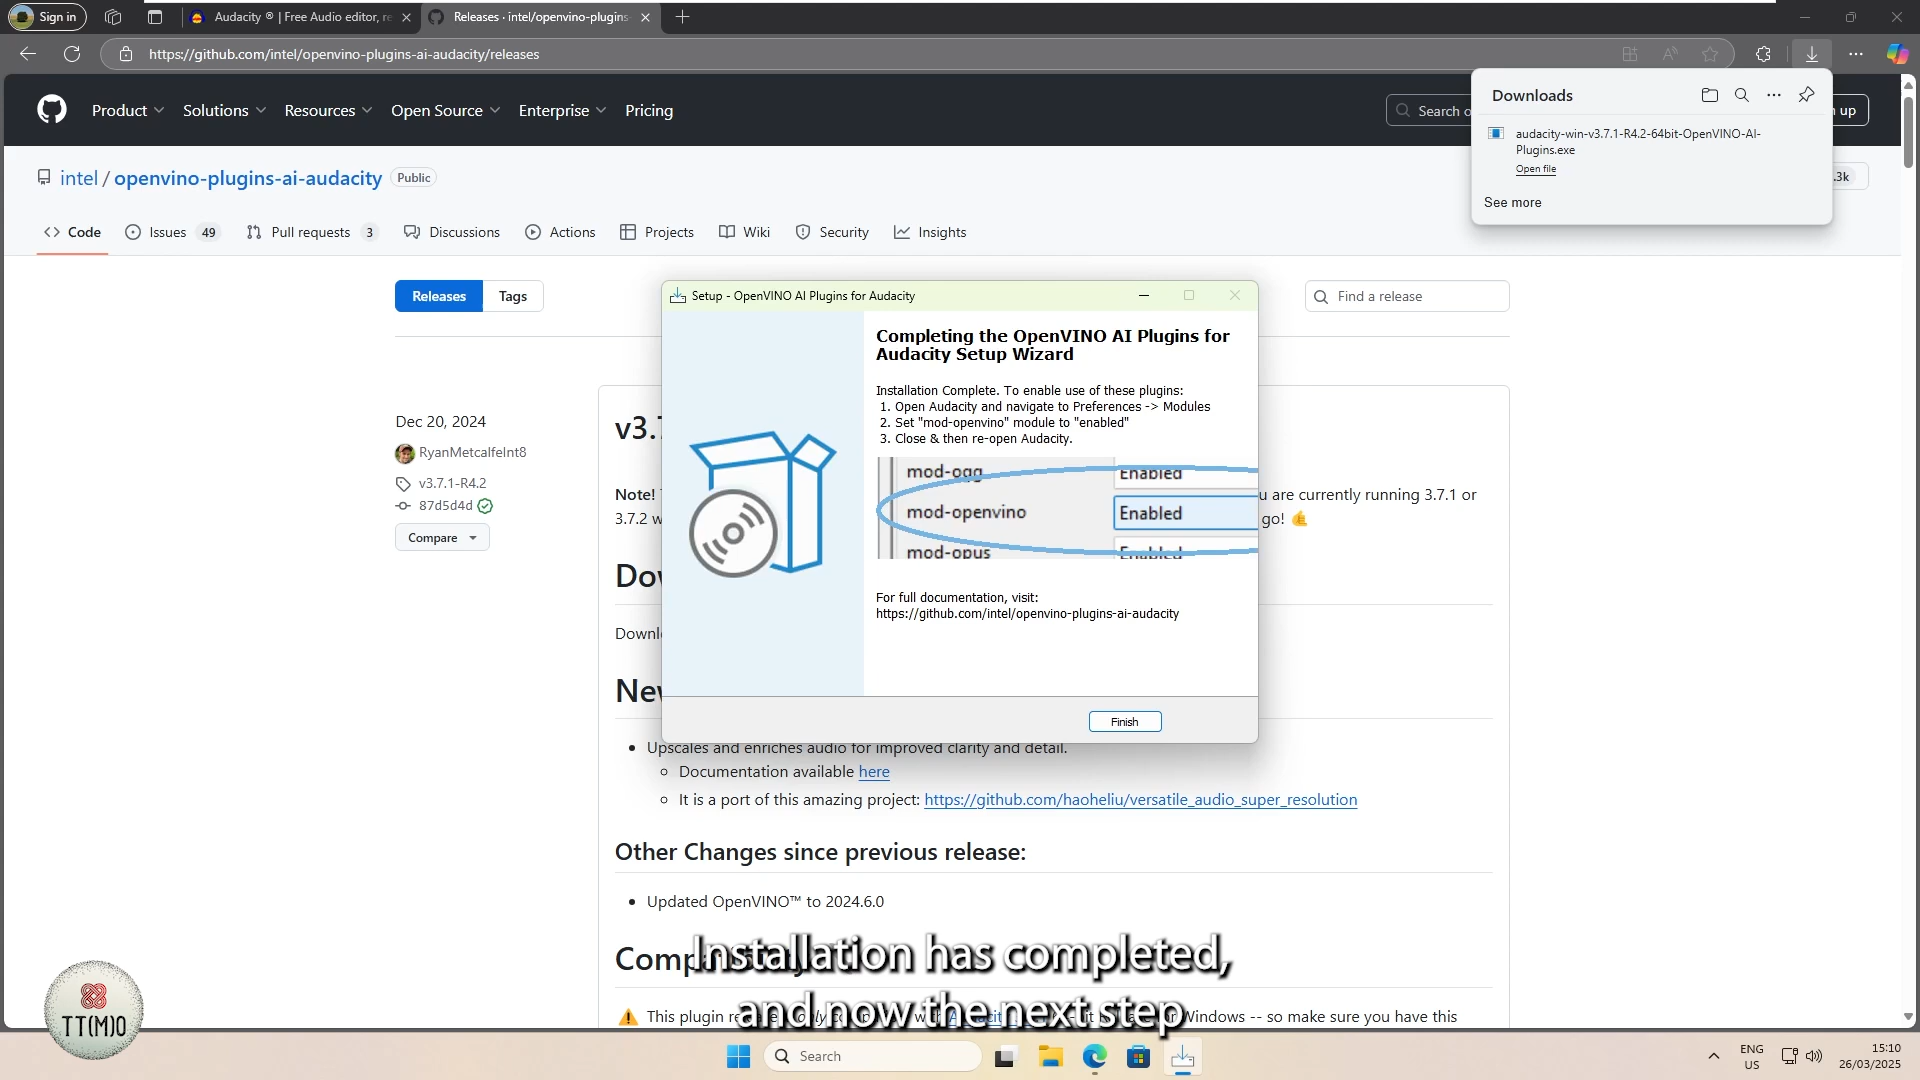 Sign in
Audacity ® | Free Audio editor, re
Releases · intel/openvino-plugins-
https://github.com/intel/openvino-plugins-ai-audacity/releases
Product
Solutions
Resources
Open Source
Enterprise
Pricing
Search o
up
Downloads
audacity-win-v3.7.1-R4.2-64bit-OpenVINO-AI-
Plugins.exe
Open file
See more
intel / openvino-plugins-ai-audacity
Public
.3k
Code
Issues 49
Pull requests 3
Discussions
Actions
Projects
Wiki
Security
Insights
Releases
Tags
Find a release
Setup - OpenVINO AI Plugins for Audacity
Completing the OpenVINO AI Plugins for
Audacity Setup Wizard
Installation Complete. To enable use of these plugins:
1. Open Audacity and navigate to Preferences -> Modules
2. Set "mod-openvino" module to "enabled"
3. Close & then re-open Audacity.
mod-ogg Enabled
mod-openvino Enabled
mod-opus Enabled
For full documentation, visit:
https://github.com/intel/openvino-plugins-ai-audacity
Finish
Dec 20, 2024
RyanMetcalfeInt8
v3.7.1-R4.2
87d5d4d
Compare
v3.7
Note!
u are currently running 3.7.1 or
3.7.2 w
go! 🤙
Dow
Downl
New
Upscales and enriches audio for improved clarity and detail.
Documentation available here
It is a port of this amazing project: https://github.com/haoheliu/versatile_audio_super_resolution
Other Changes since previous release:
Updated OpenVINO™ to 2024.6.0
Installation has completed,
and now the next step
This plugin
Windows -- so make sure you have this
TT(M)O
Search
ENG
US
15:10
26/03/2025